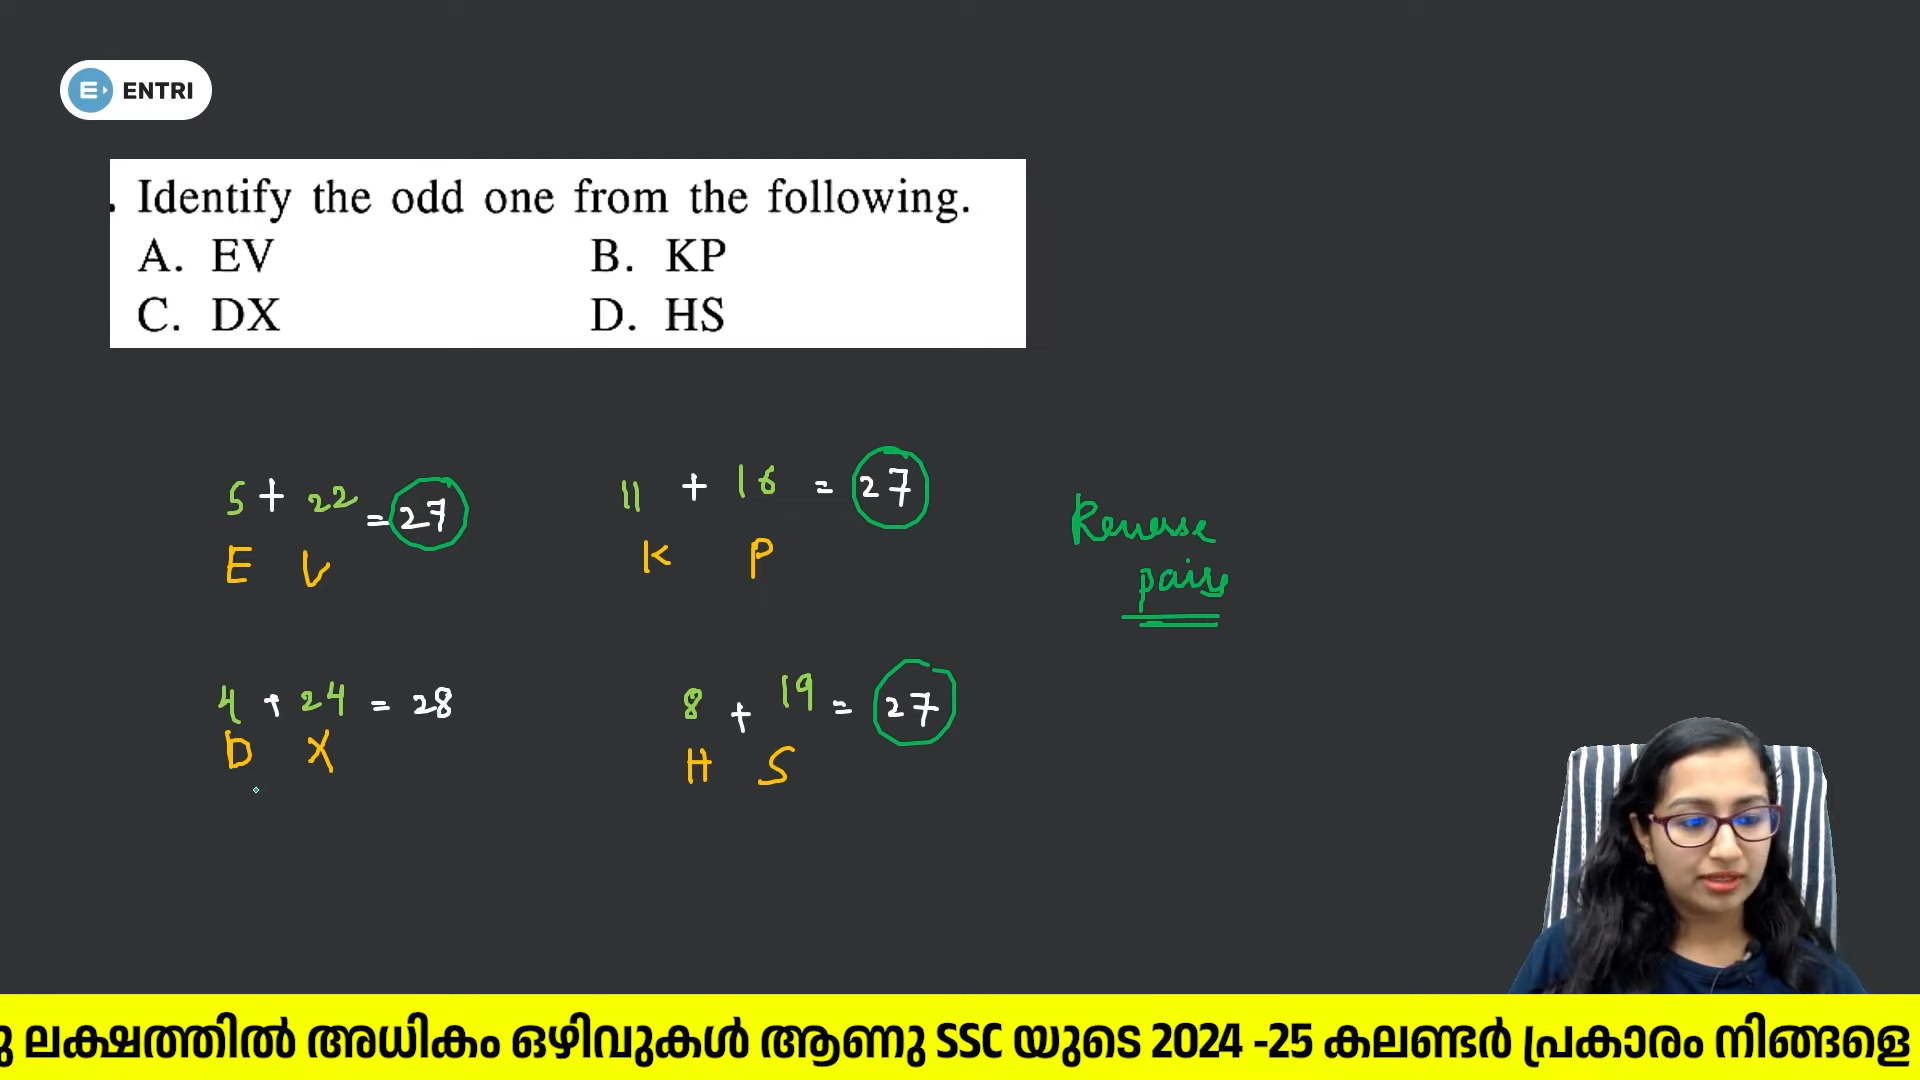 ENTRI
. Identify the odd one from the following.
A. EV B. KP
C. DX D. HS
5 + 22 = 27 11 + 16 = 27
E V K P
Reverse
pairs
4 + 24 = 28 8 + 19 = 27
D X H S
ലക്ഷത്തിൽ അധികം ഒഴിവുകൾ ആണു SSC യുടെ 2024 -25 കലണ്ടർ പ്രകാരം നിങ്ങളെ